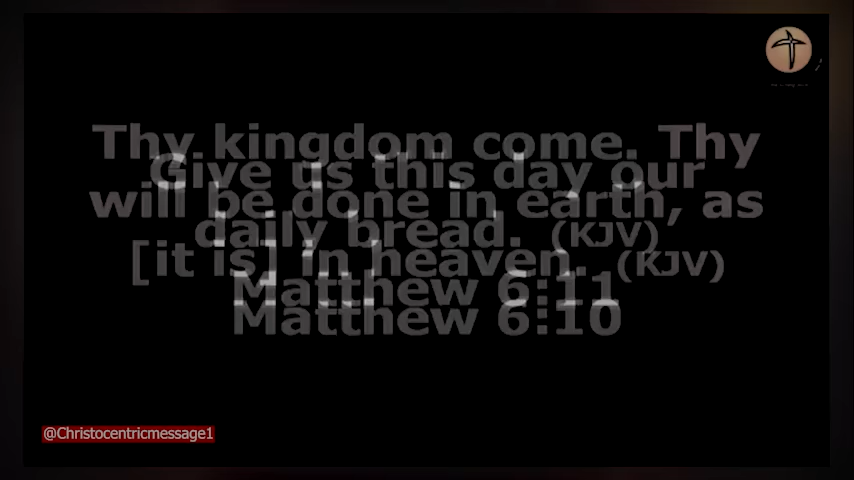 Thy kingdom come. Thy
will be done in earth, as
[it is] in heaven. (KJV)
Matthew 6:10
Give us this day our
daily bread. (KJV)
Matthew 6:11
@Christocentricmessage1